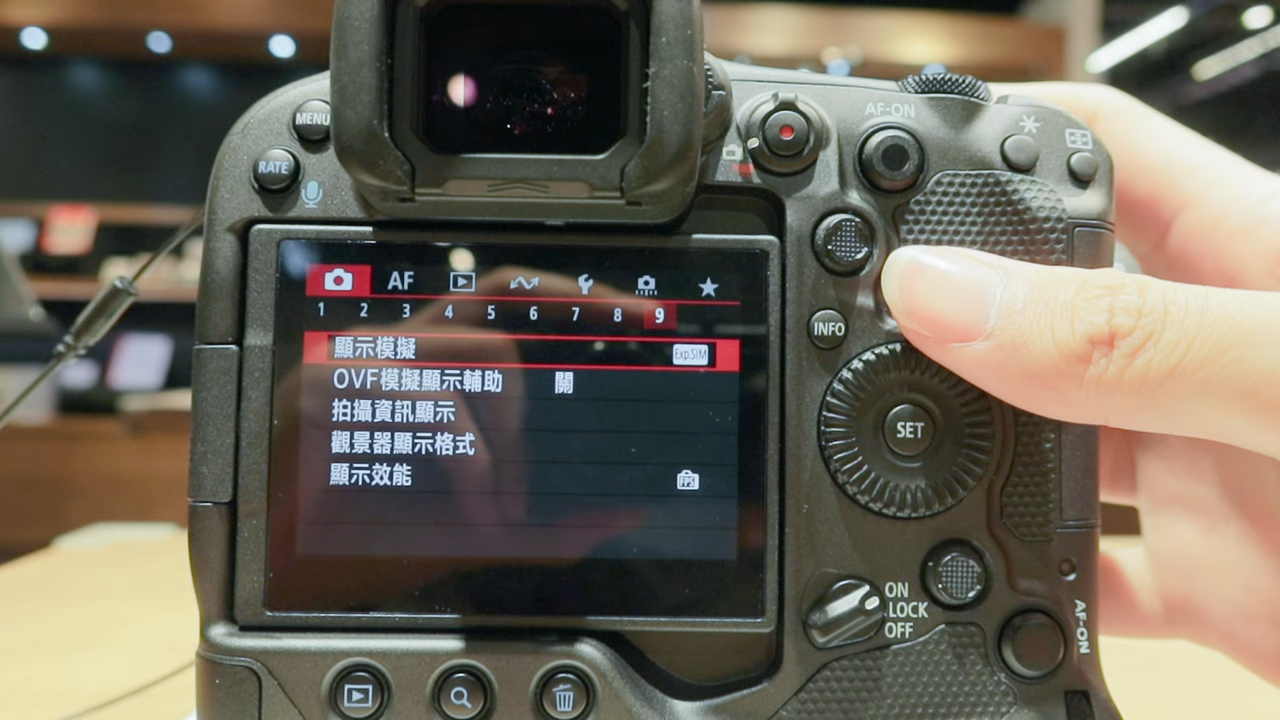 MENU
RATE
AF-ON
AF
1 2 3 4 5 6 7 8 9
顯示模擬 Exp.SIM
OVF模擬顯示輔助 關
拍攝資訊顯示
觀景器顯示格式
顯示效能 FPS
INFO
SET
ON
LOCK
OFF
AF-ON